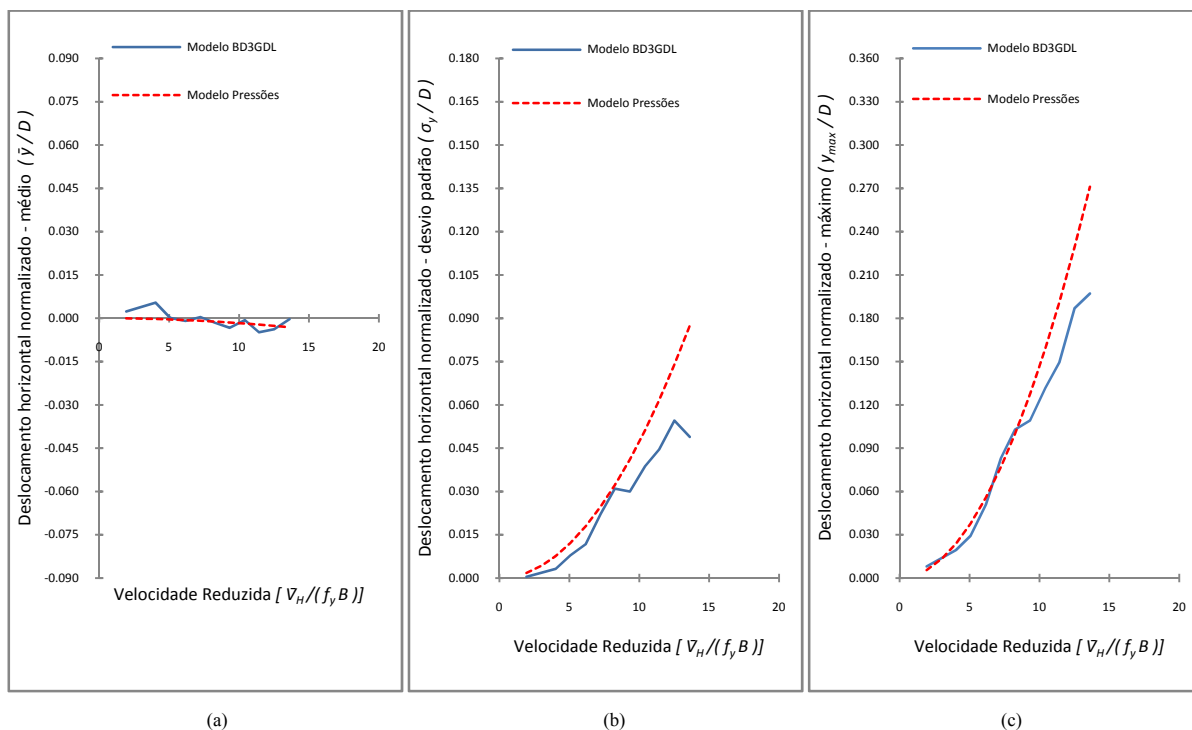 Deslocamento horizontal normalizado - médio ( ȳ / D )
0.090
0.075
0.060
0.045
0.030
0.015
0.000
-0.015
-0.030
-0.045
-0.060
-0.075
-0.090
0 5 10 15 20
Modelo BD3GDL
Modelo Pressões
Velocidade Reduzida [ V̅H /( fy B )]
(a)
Deslocamento horizontal normalizado - desvio padrão ( σy / D )
0.180
0.165
0.150
0.135
0.120
0.105
0.090
0.075
0.060
0.045
0.030
0.015
0.000
0 5 10 15 20
Modelo BD3GDL
Modelo Pressões
Velocidade Reduzida [ V̅H /( fy B )]
(b)
Deslocamento horizontal normalizado - máximo ( ymax / D )
0.360
0.330
0.300
0.270
0.240
0.210
0.180
0.150
0.120
0.090
0.060
0.030
0.000
0 5 10 15 20
Modelo BD3GDL
Modelo Pressões
Velocidade Reduzida [ V̅H /( fy B )]
(c)